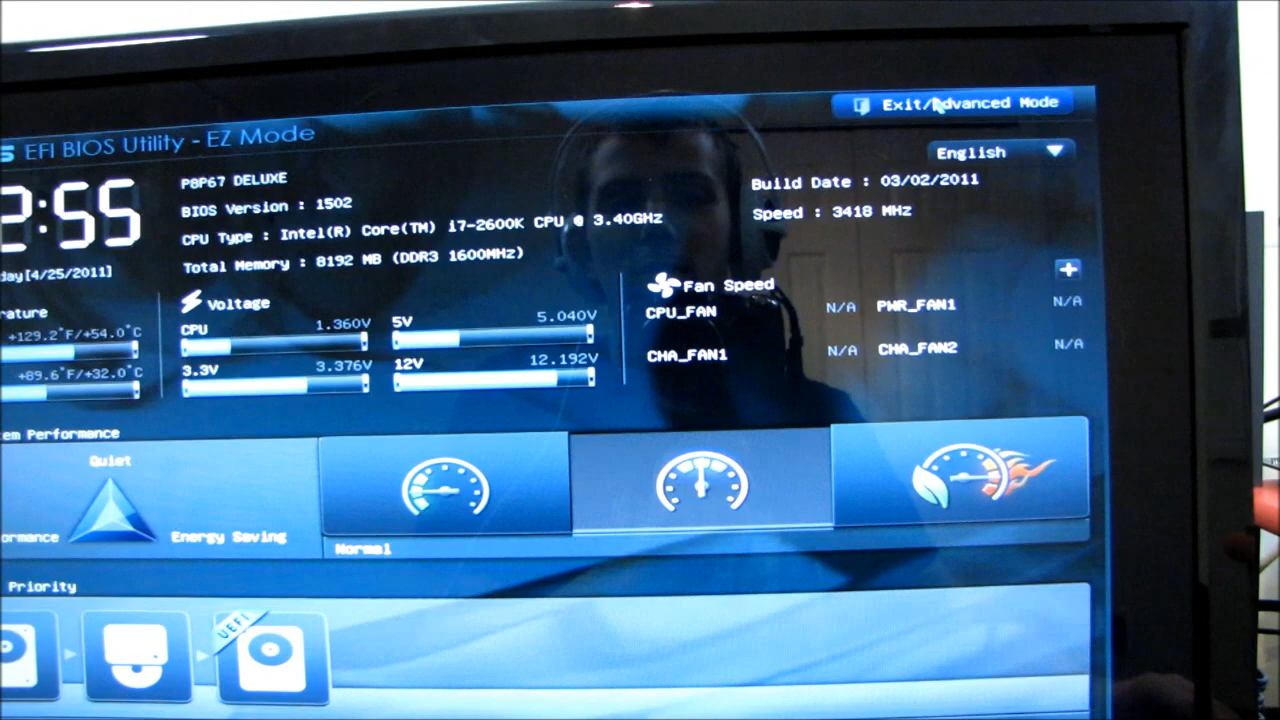 S EFI BIOS Utility - EZ Mode
Exit/Advanced Mode
English
2:55
day[4/25/2011]
P8P67 DELUXE
BIOS Version : 1502
CPU Type : Intel(R) Core(TM) i7-2600K CPU @ 3.40GHz
Total Memory : 8192 MB (DDR3 1600MHz)
Build Date : 03/02/2011
Speed : 3418 MHz
rature
+129.2°F/+54.0°C
+89.6°F/+32.0°C
Voltage
CPU 1.360V 5V 5.040V
3.3V 3.376V 12V 12.192V
Fan Speed
CPU_FAN N/A PWR_FAN1 N/A
CHA_FAN1 N/A CHA_FAN2 N/A
em Performance
Quiet
ormance Energy Saving
Normal
Priority
UEFI